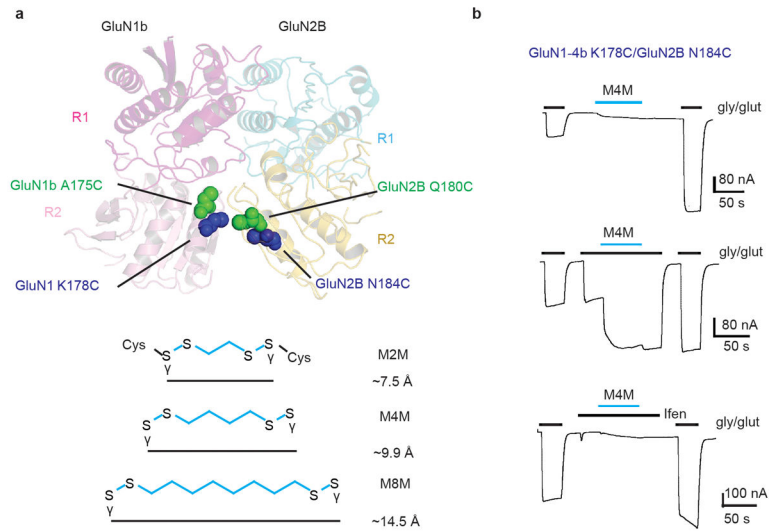 a
GluN1b
GluN2B
R1
R1
GluN1b A175C
GluN2B Q180C
R2
R2
GluN1 K178C
GluN2B N184C
Cys
S
S
S
S
Cys
γ
γ
M2M
~7.5 Å
S
S
S
S
γ
γ
M4M
~9.9 Å
S
S
S
S
γ
γ
M8M
~14.5 Å
b
GluN1-4b K178C/GluN2B N184C
M4M
gly/glut
80 nA
50 s
M4M
gly/glut
80 nA
50 s
M4M
Ifen
gly/glut
100 nA
50 s